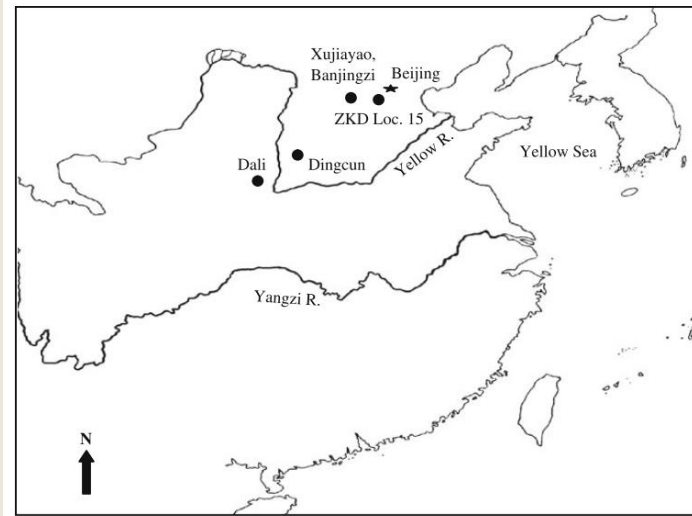 Xujiayao,
Banjingzi
Beijing
ZKD Loc. 15
Dali
Dingcun
Yellow R.
Yellow Sea
Yangzi R.
N